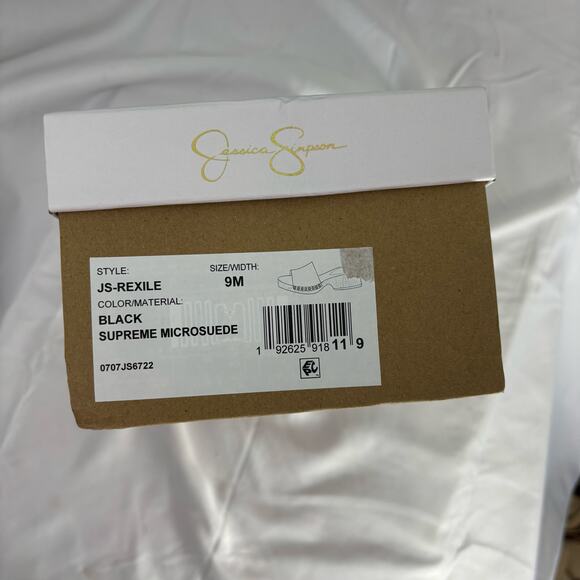 Jessica Simpson
STYLE: SIZE/WIDTH:
JS-REXILE 9M
COLOR/MATERIAL:
BLACK
SUPREME MICROSUEDE
0707JS6722
1 92625 918 11 9